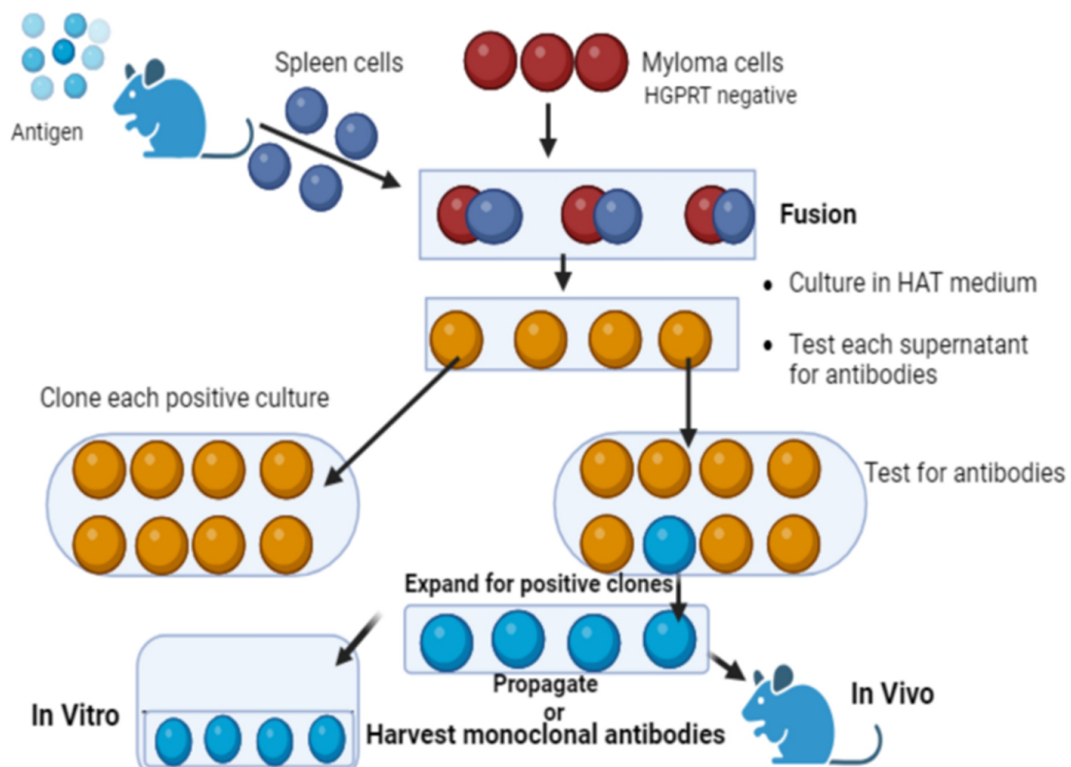 Antigen
Spleen cells
Myloma cells
HGPRT negative
Fusion
• Culture in HAT medium
• Test each supernatant
for antibodies
Clone each positive culture
Test for antibodies
Expand for positive clones
Propagate
or
Harvest monoclonal antibodies
In Vitro
In Vivo